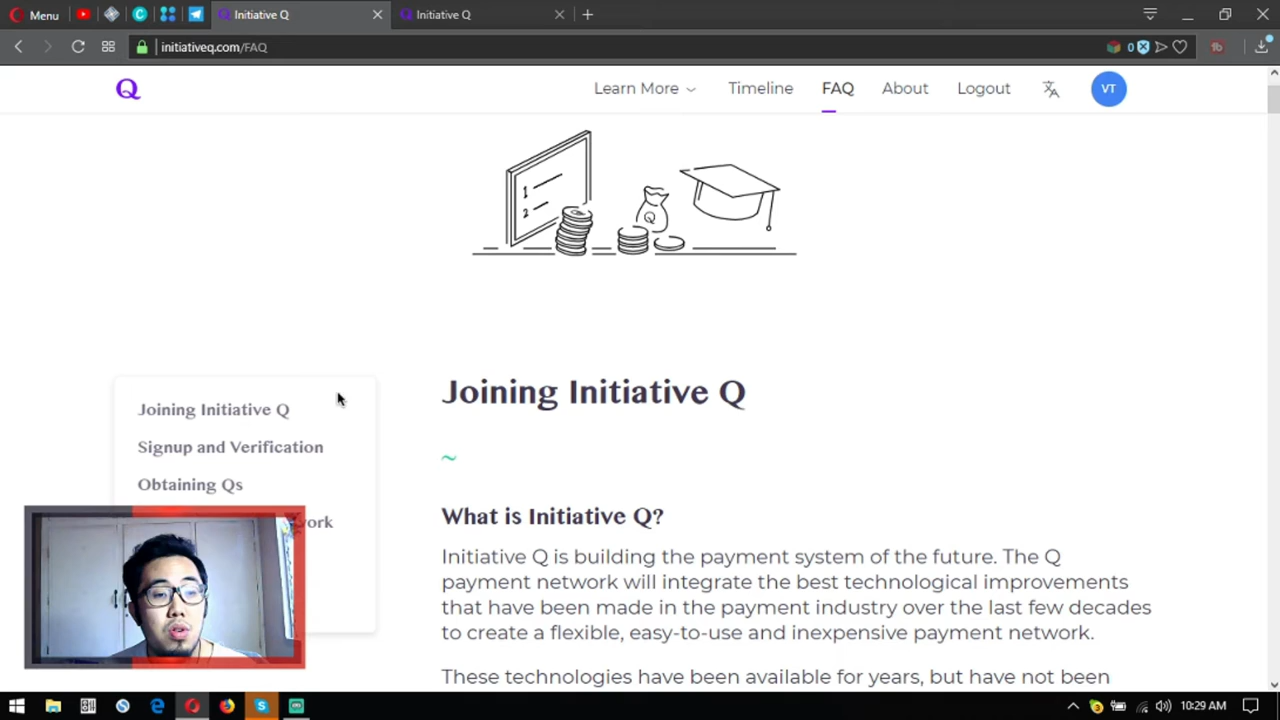 Menu
Initiative Q
Initiative Q
initiativeq.com/FAQ
0
Q
Learn More
Timeline
FAQ
About
Logout
VT
1
2
Q
Joining Initiative Q
Signup and Verification
Obtaining Qs
work
Joining Initiative Q
~
What is Initiative Q?
Initiative Q is building the payment system of the future. The Q
payment network will integrate the best technological improvements
that have been made in the payment industry over the last few decades
to create a flexible, easy-to-use and inexpensive payment network.
These technologies have been available for years, but have not been
10:29 AM